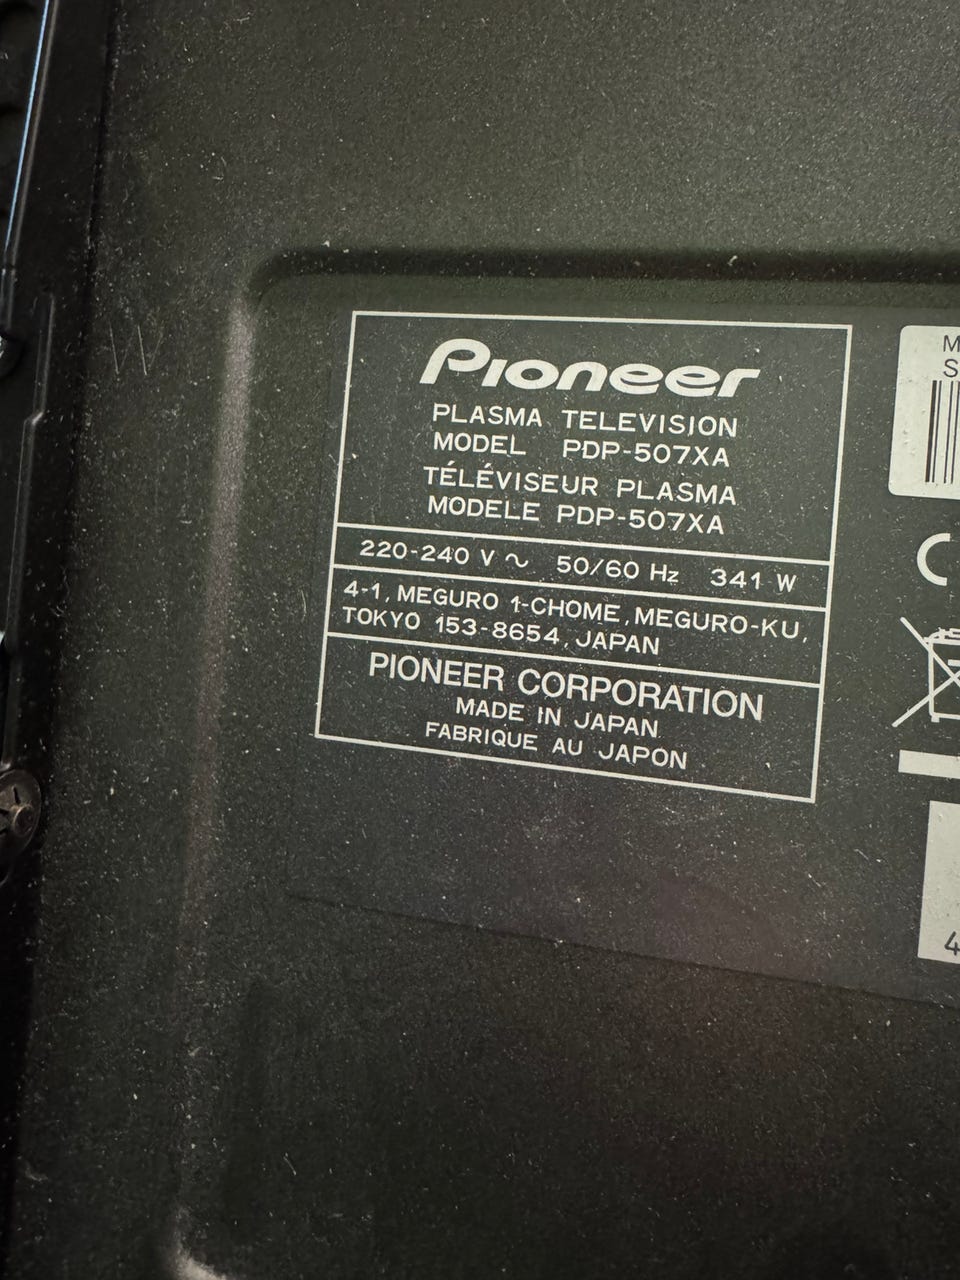 Pioneer
PLASMA TELEVISION
MODEL PDP-507XA
TÉLÉVISEUR PLASMA
MODELE PDP-507XA
220-240 V ~ 50/60 Hz 341 W
4-1, MEGURO 1-CHOME, MEGURO-KU,
TOKYO 153-8654, JAPAN
PIONEER CORPORATION
MADE IN JAPAN
FABRIQUE AU JAPON
M
S
C
4